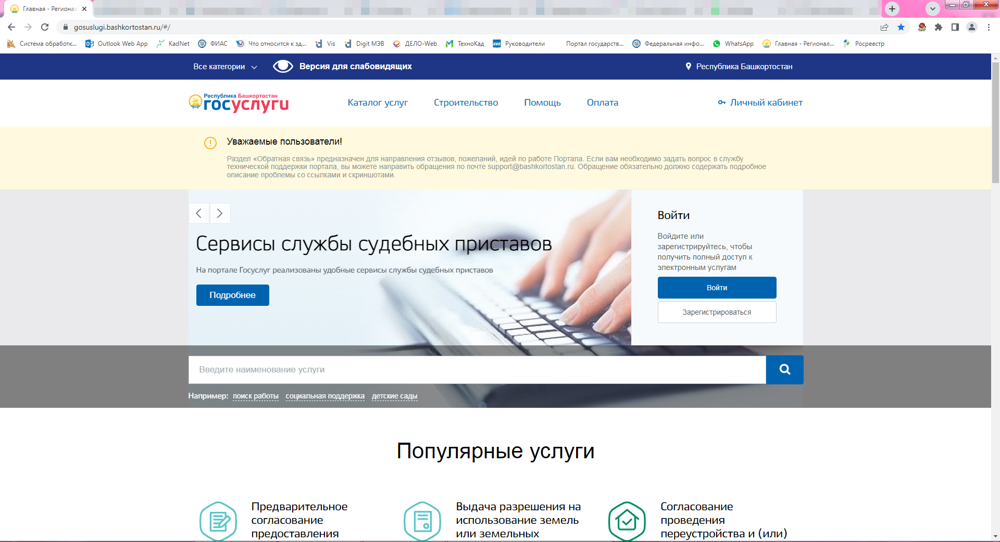 Главная - Регионал
gosuslugi.bashkortostan.ru/#/
Система обработк...
Outlook Web App
KadNet
ФИАС
Что относится к зд...
Vis
Digit МЭВ
ДЕЛО-Web
ТехноКад
Руководители
Портал государств...
Федеральная инфо...
WhatsApp
Главная - Регионал...
Росреестр
Все категории
Версия для слабовидящих
Республика Башкортостан
Республика Башкортостан
госуслуги
Каталог услуг
Строительство
Помощь
Оплата
Личный кабинет
Уважаемые пользователи!
Раздел «Обратная связь» предназначен для направления отзывов, пожеланий, идей по работе Портала. Если вам необходимо задать вопрос в службу
технической поддержки портала, вы можете направить обращения по почте support@bashkortostan.ru. Обращение обязательно должно содержать подробное
описание проблемы со ссылками и скриншотами.
Сервисы службы судебных приставов
На портале Госуслуг реализованы удобные сервисы службы судебных приставов
Подробнее
Войти
Войдите или
зарегистрируйтесь, чтобы
получить полный доступ к
электронным услугам
Войти
Зарегистрироваться
Введите наименование услуги
Например: поиск работы социальная поддержка детские сады
Популярные услуги
Предварительное
согласование
предоставления
Выдача разрешения на
использование земель
или земельных
Согласование
проведения
переустройства и (или)